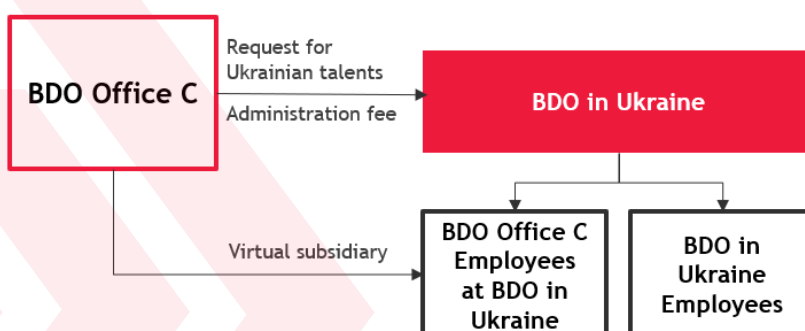 Request for
Ukrainian talents
BDO Office C
BDO in Ukraine
Administration fee
Virtual subsidiary
BDO Office C
Employees
at BDO in
Ukraine
BDO in
Ukraine
Employees